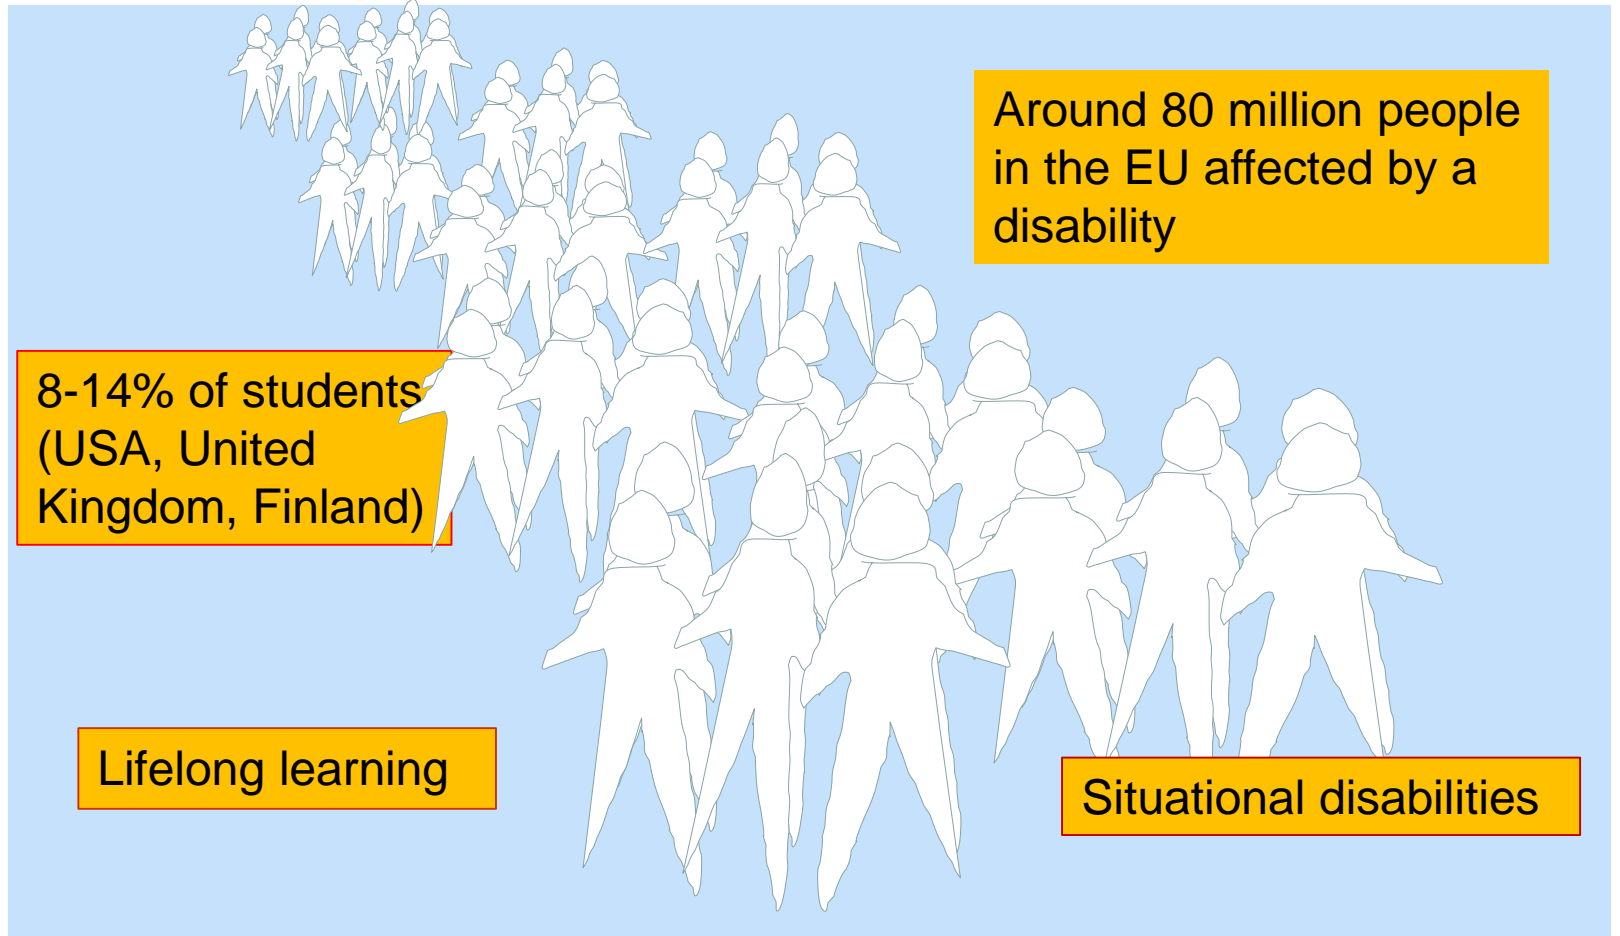 Around 80 million people
in the EU affected by a
disability
8-14% of students
(USA, United
Kingdom, Finland)
Lifelong learning
Situational disabilities